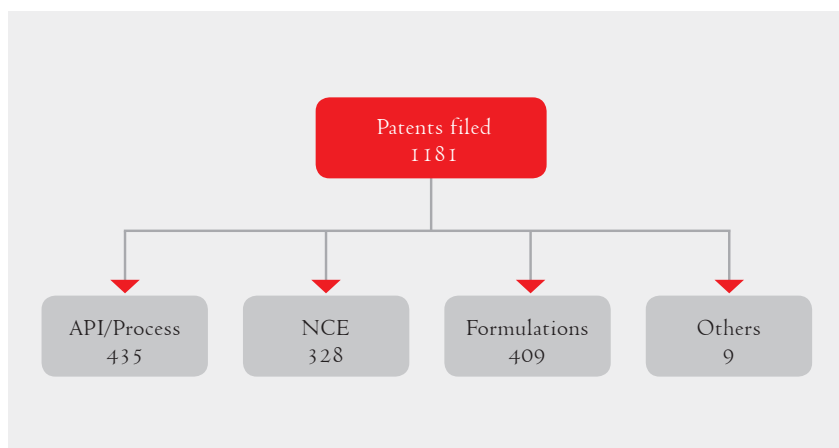 Patents filed
1181
API/Process
435
NCE
328
Formulations
409
Others
9